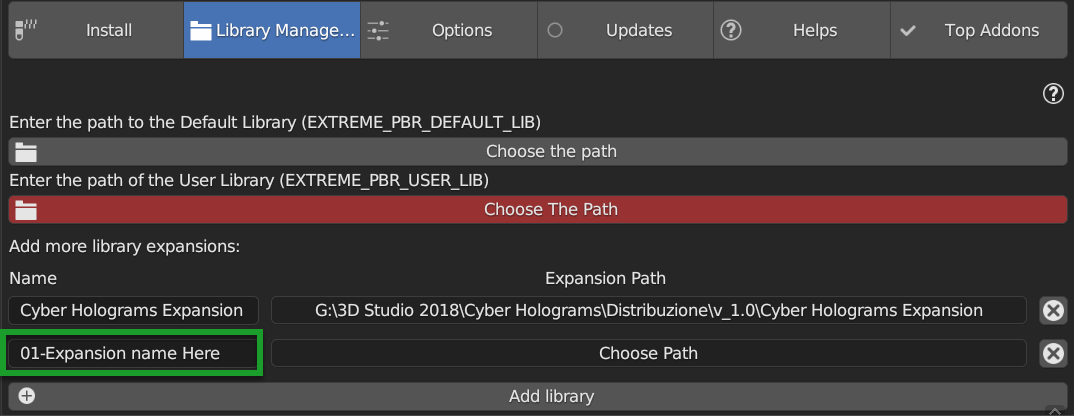 Install Library Manage... Options Updates Helps Top Addons
Enter the path to the Default Library (EXTREME_PBR_DEFAULT_LIB)
Choose the path
Enter the path of the User Library (EXTREME_PBR_USER_LIB)
Choose The Path
Add more library expansions:
Name Expansion Path
Cyber Holograms Expansion G:\3D Studio 2018\Cyber Holograms\Distribuzione\v_1.0\Cyber Holograms Expansion
01-Expansion name Here Choose Path
Add library